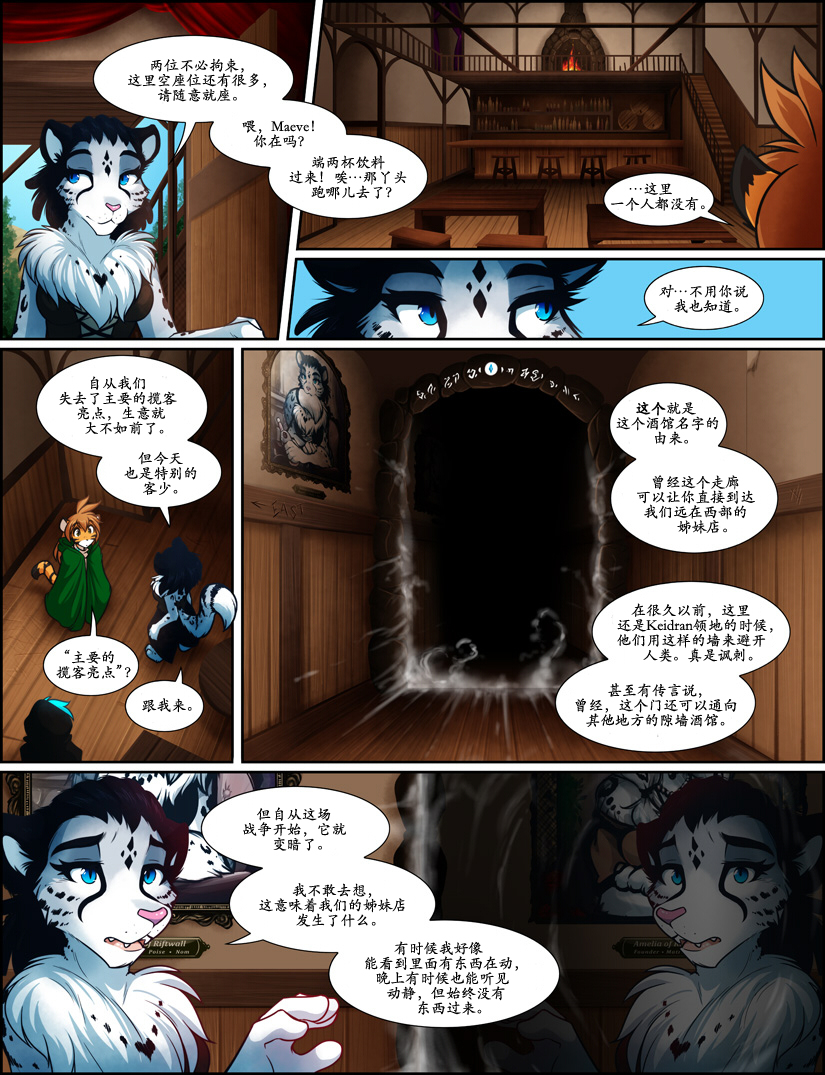 两位不必拘束，
这里空座位还有很多，
请随意就座。
喂，Maeve！
你在吗？
端两杯饮料
过来！唉…那丫头
跑哪儿去了？
…这里
一个人都没有。
对…不用你说
我也知道。
自从我们
失去了主要的揽客
亮点，生意就
大不如前了。
但今天
也是特别的
客少。
“主要的
揽客亮点”？
跟我来。
EAST
这个就是
这个酒馆名字的
由来。
曾经这个走廊
可以让你直接到达
我们远在西部的
姊妹店。
在很久以前，这里
还是Keidran领地的时候，
他们用这样的墙来避开
人类。真是讽刺。
甚至有传言说，
曾经，这个门还可以通向
其他地方的隙墙酒馆。
但自从这场
战争开始，它就
变暗了。
我不敢去想，
这意味着我们的姊妹店
发生了什么。
有时候我好像
能看到里面有东西在动，
晚上有时候也能听见
动静，但始终没有
东西过来。
Riftwall
Poise • Nom
Amelia of
Founder •